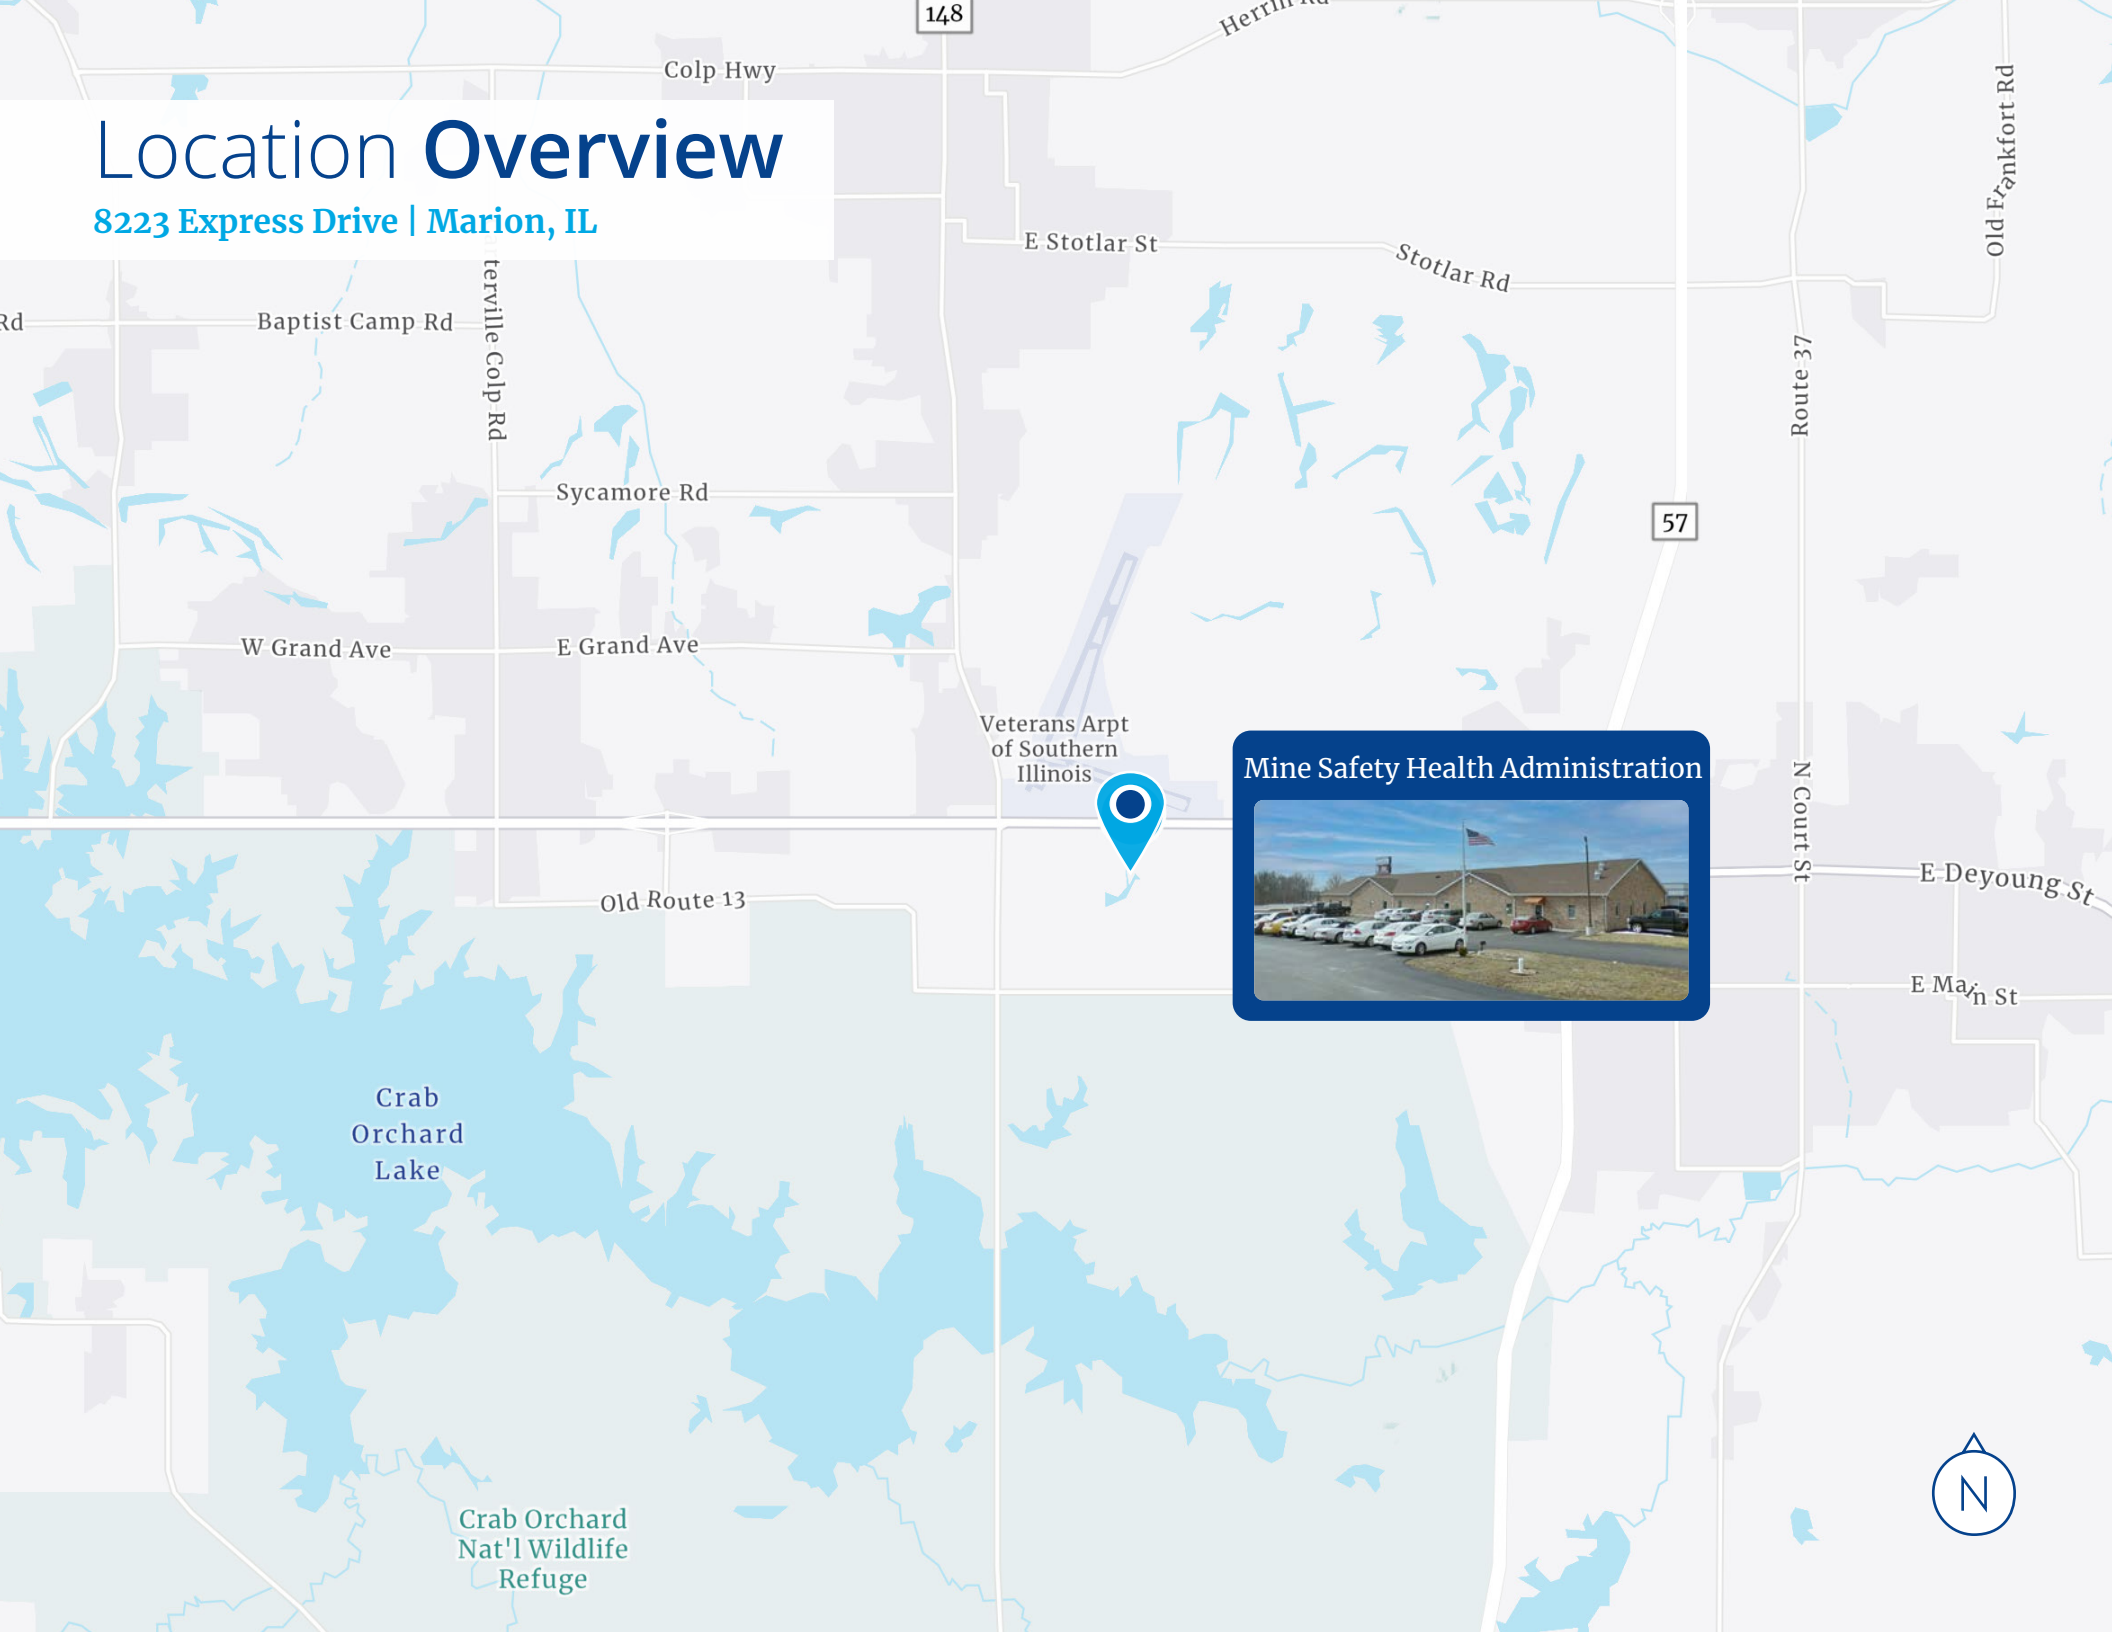 148
Herrin Rd
Colp Hwy
Location Overview
8223 Express Drive | Marion, IL
Old Frankfort Rd
E Stotlar St
Stotlar Rd
terville Colp Rd
Rd
Baptist Camp Rd
Route 37
Sycamore Rd
57
W Grand Ave
E Grand Ave
Veterans Arpt
of Southern
Illinois
Mine Safety Health Administration
N Court St
E Deyoung St
Old Route 13
E Main St
Crab
Orchard
Lake
N
Crab Orchard
Nat'l Wildlife
Refuge